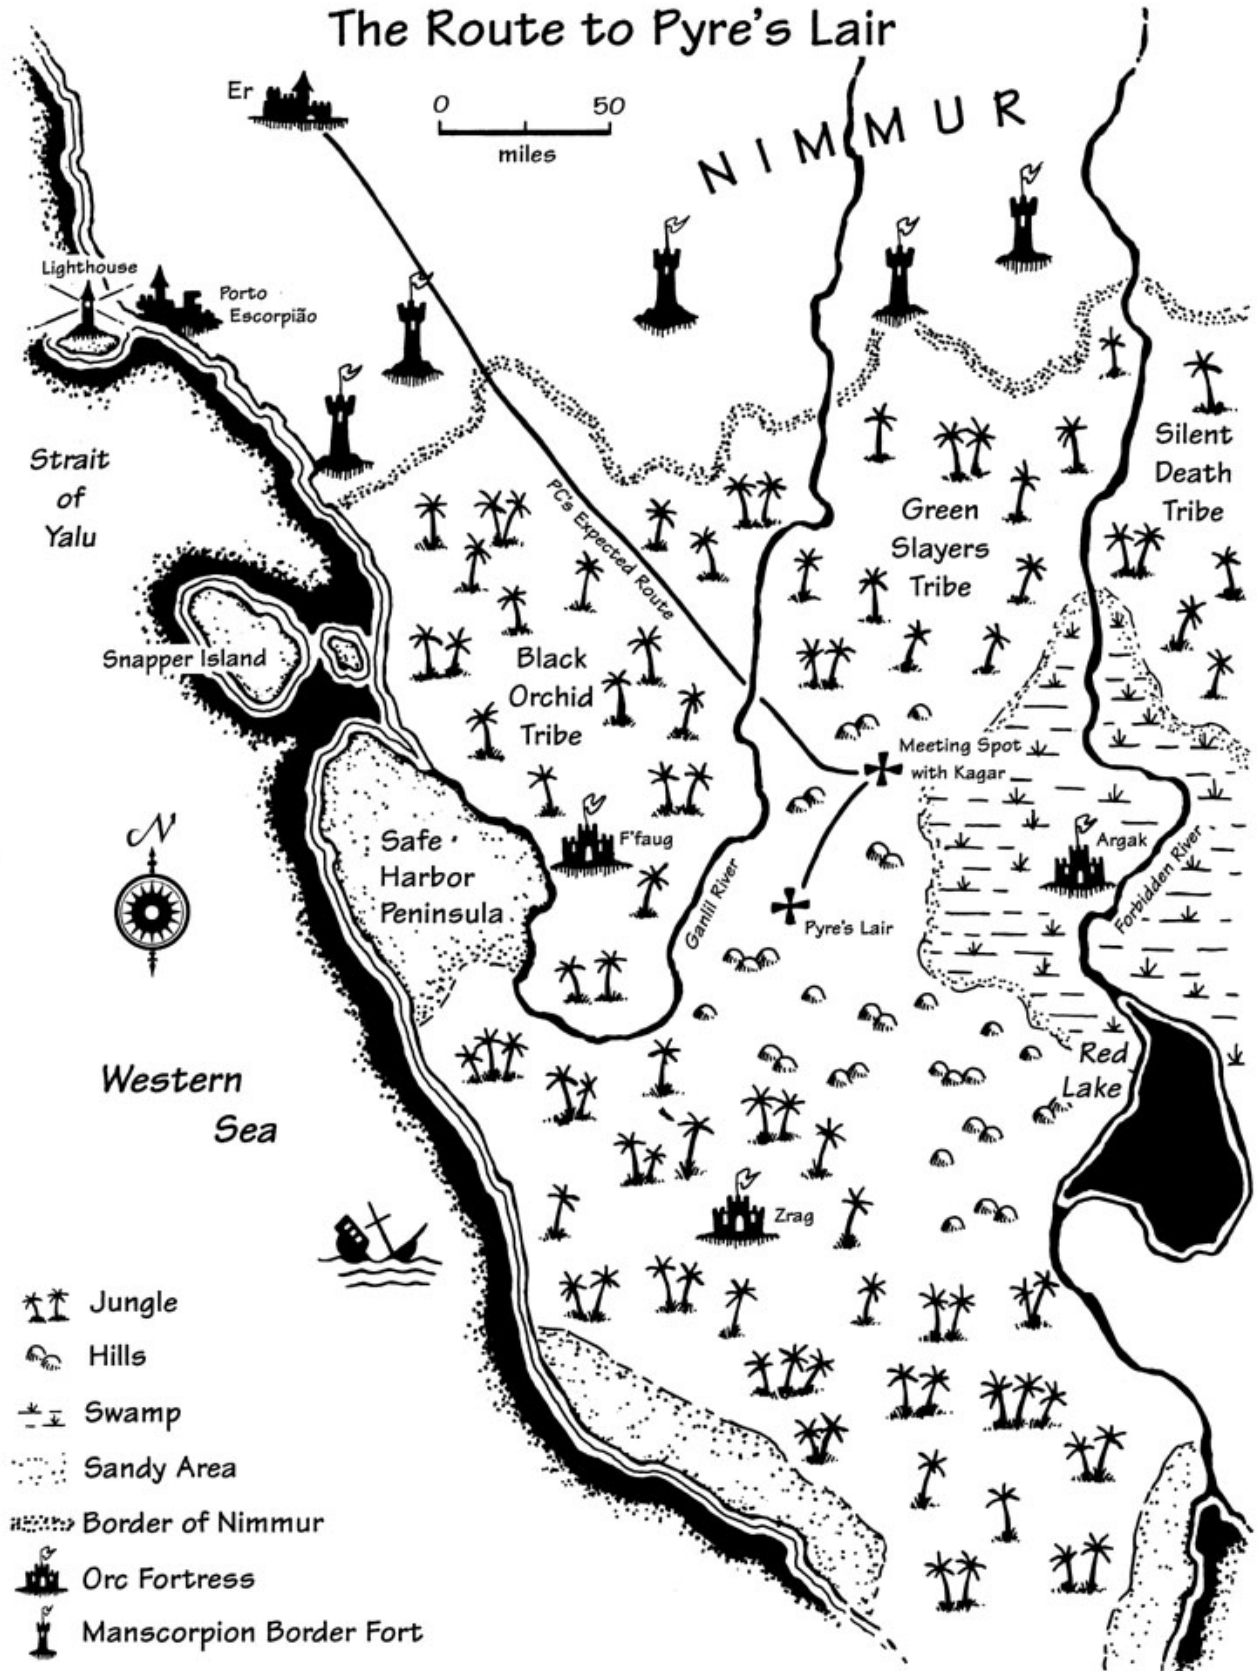 The Route to Pyre's Lair
Er
0 50
miles
NIMMUR
Lighthouse
Porto
Escorpião
Strait
of
Yalu
PC's Expected Route
Silent
Death
Tribe
Green
Slayers
Tribe
Snapper Island
Black
Orchid
Tribe
Meeting Spot
with Kagar
N
Safe
Harbor
Peninsula
F'faug
Argak
Ganlil River
Forbidden River
Pyre's Lair
Western
Sea
Red
Lake
Zrag
Jungle
Hills
Swamp
Sandy Area
Border of Nimmur
Orc Fortress
Manscorpion Border Fort